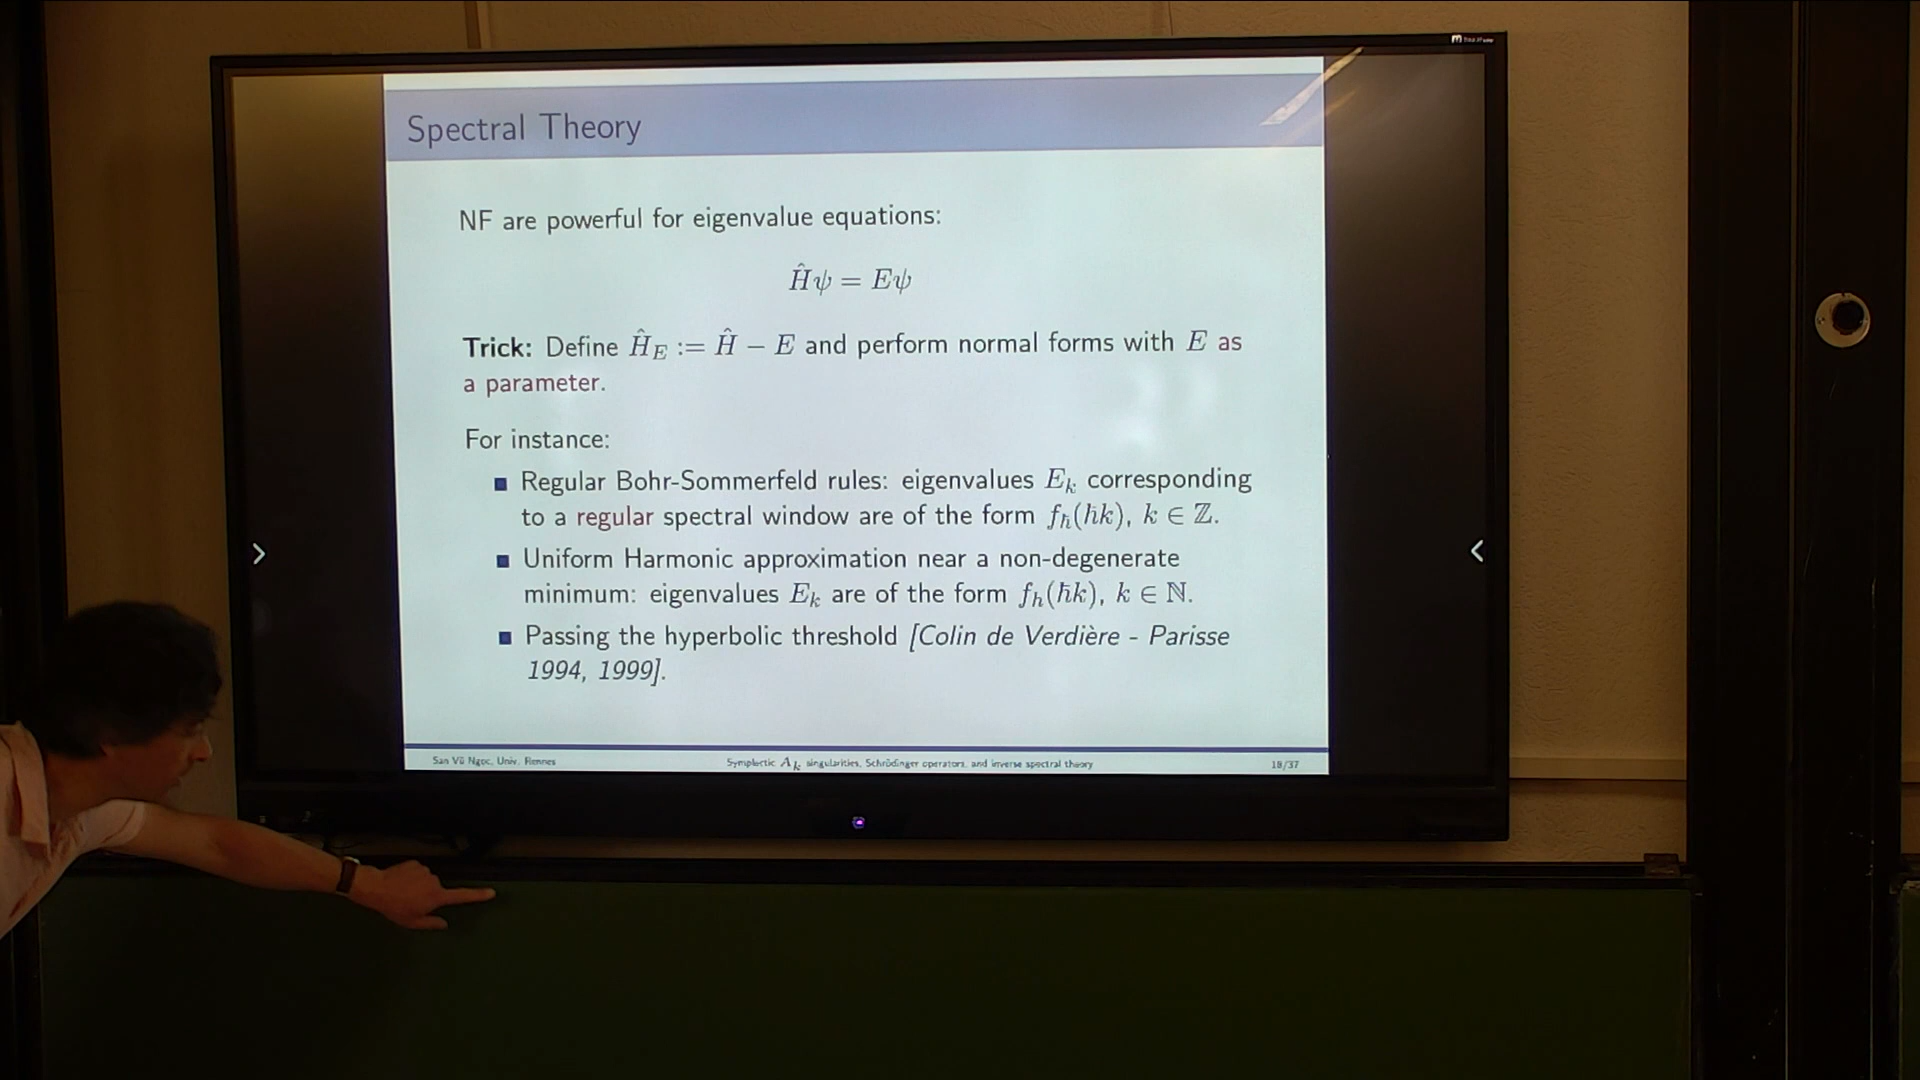 Spectral Theory
NF are powerful for eigenvalue equations:
Ĥψ = Eψ
Trick: Define Ĥ_E := Ĥ − E and perform normal forms with E as
a parameter.
For instance:
Regular Bohr-Sommerfeld rules: eigenvalues E_k corresponding
to a regular spectral window are of the form f_ħ(ħk), k ∈ ℤ.
Uniform Harmonic approximation near a non-degenerate
minimum: eigenvalues E_k are of the form f_ħ(ħk), k ∈ ℕ.
Passing the hyperbolic threshold [Colin de Verdière - Parisse
1994, 1999].
San Vũ Ngọc, Univ. Rennes
Symplectic A_k singularities, Schrödinger operators, and inverse spectral theory
18/37